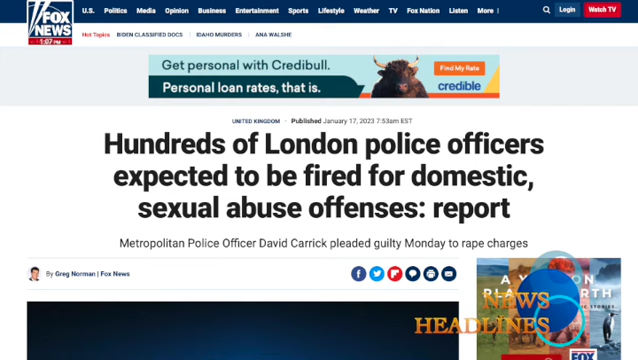 FOX
NEWS
1:07 PM
U.S.
Politics
Media
Opinion
Business
Entertainment
Sports
Lifestyle
Weather
TV
Fox Nation
Listen
More
Login
Watch TV
Hot Topics
BIDEN CLASSIFIED DOCS
IDAHO MURDERS
ANA WALSHE
Get personal with Credibull.
Personal loan rates, that is.
Find My Rate
credible
UNITED KINGDOM · Published January 17, 2023 7:53am EST
Hundreds of London police officers
expected to be fired for domestic,
sexual abuse offenses: report
Metropolitan Police Officer David Carrick pleaded guilty Monday to rape charges
By Greg Norman | Fox News
NEWS
HEADLINES
FOX